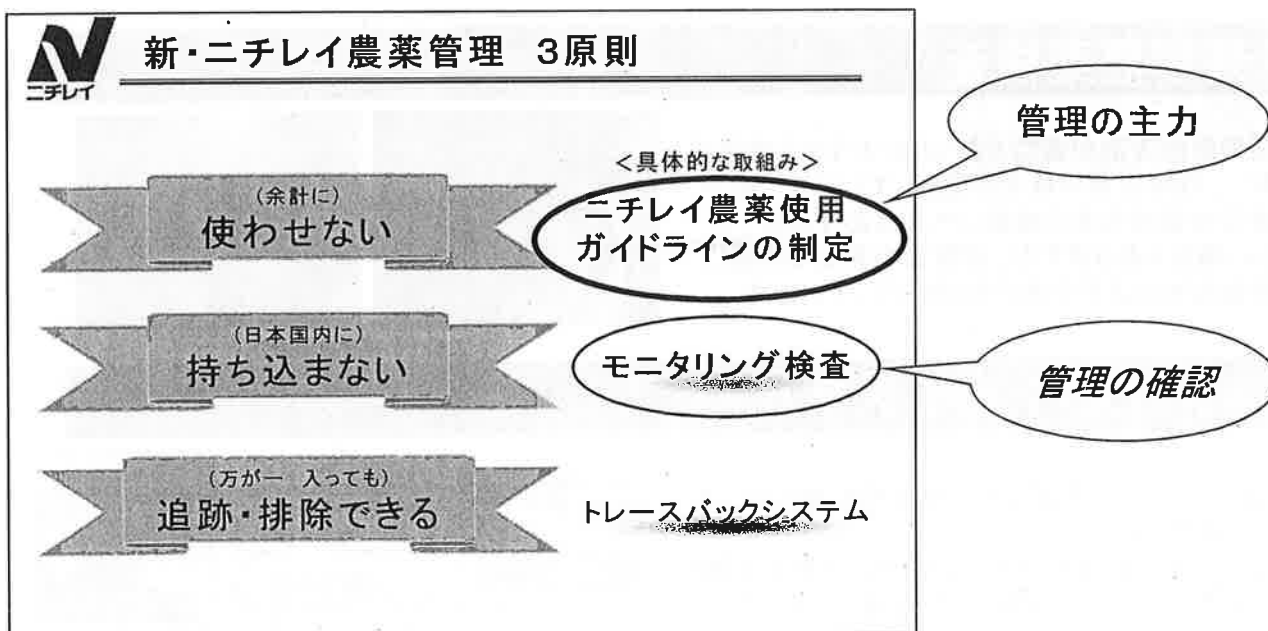 ニチレイ
新・ニチレイ農薬管理 3原則
管理の主力
＜具体的な取組み＞
(余計に)
使わせない
ニチレイ農薬使用
ガイドラインの制定
(日本国内に)
持ち込まない
モニタリング検査
管理の確認
(万が一 入っても)
追跡・排除できる
トレースバックシステム